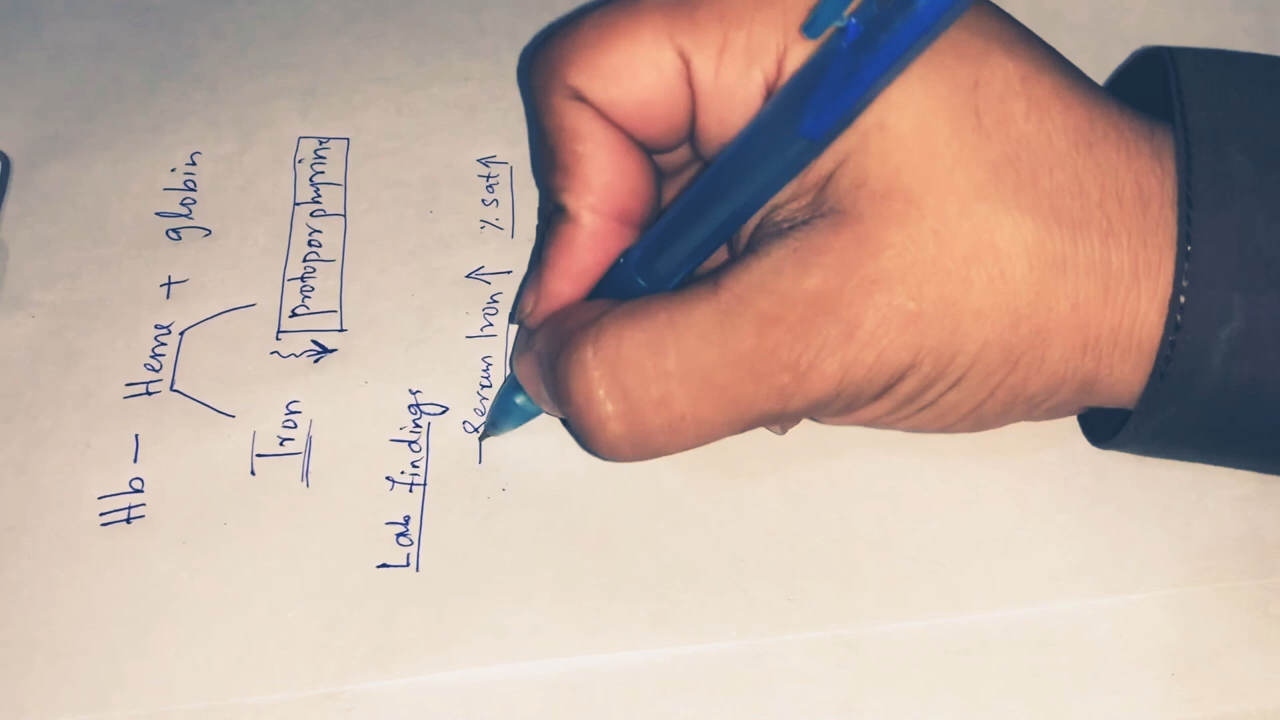 Hb - Heme + globin
Iron { protoporphyrin ↓
Lab findings
- Serum Iron ↑ % sat ↑